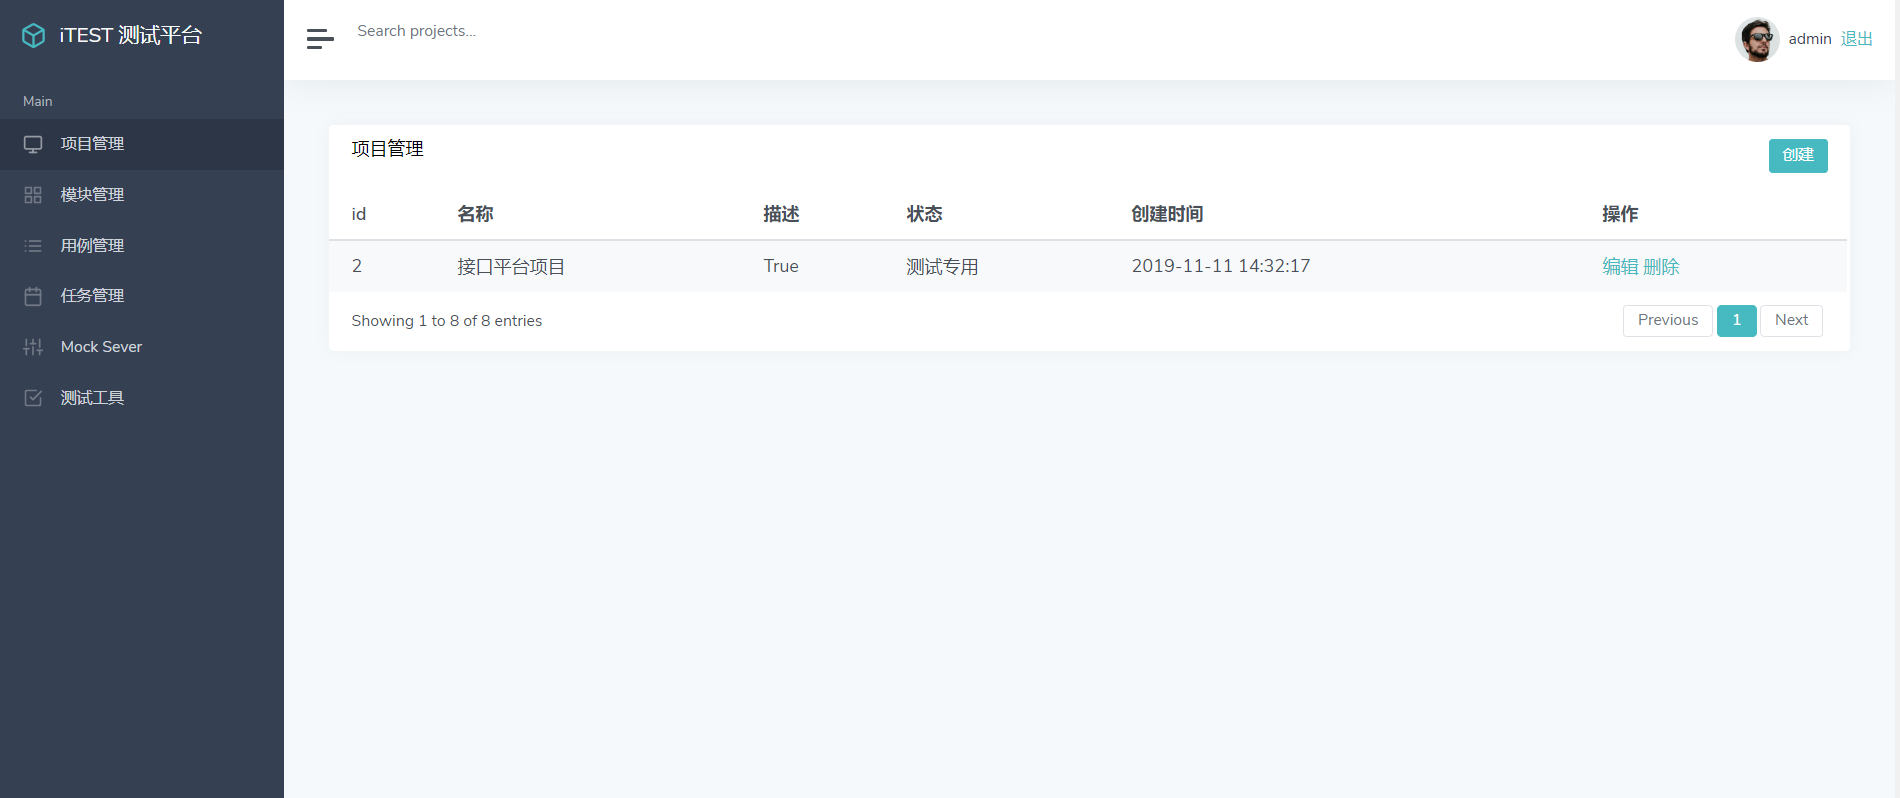 iTEST 测试平台
Search projects...
admin 退出
Main
项目管理
模块管理
用例管理
任务管理
Mock Sever
测试工具
项目管理
创建
id 名称 描述 状态 创建时间 操作
2 接口平台项目 True 测试专用 2019-11-11 14:32:17 编辑 删除
Showing 1 to 8 of 8 entries
Previous 1 Next